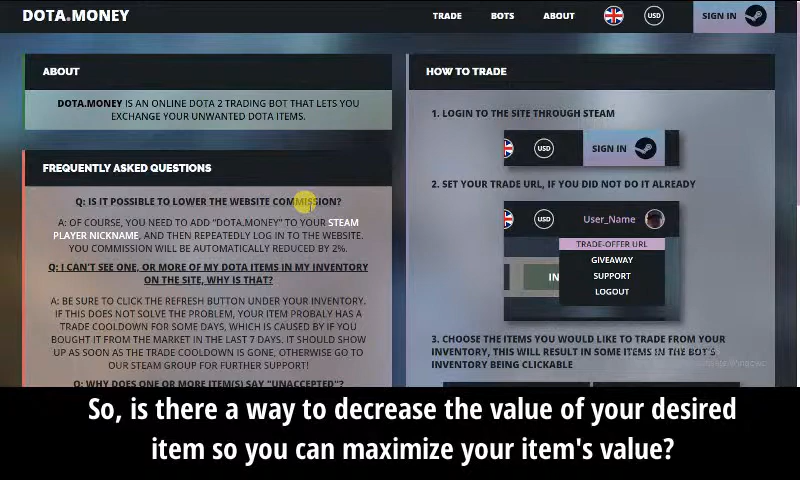 DOTA.MONEY
TRADE
BOTS
ABOUT
USD
SIGN IN
ABOUT
DOTA.MONEY IS AN ONLINE DOTA 2 TRADING BOT THAT LETS YOU
EXCHANGE YOUR UNWANTED DOTA ITEMS.
FREQUENTLY ASKED QUESTIONS
Q: IS IT POSSIBLE TO LOWER THE WEBSITE COMMISSION?
A: OF COURSE, YOU NEED TO ADD "DOTA.MONEY" TO YOUR STEAM
PLAYER NICKNAME, AND THEN REPEATEDLY LOG IN TO THE WEBSITE.
YOU COMMISSION WILL BE AUTOMATICALLY REDUCED BY 2%.
Q: I CAN'T SEE ONE, OR MORE OF MY DOTA ITEMS IN MY INVENTORY
ON THE SITE, WHY IS THAT?
A: BE SURE TO CLICK THE REFRESH BUTTON UNDER YOUR INVENTORY.
IF THIS DOES NOT SOLVE THE PROBLEM, YOUR ITEM PROBALY HAS A
TRADE COOLDOWN FOR SOME DAYS, WHICH IS CAUSED BY IF YOU
BOUGHT IT FROM THE MARKET IN THE LAST 7 DAYS. IT SHOULD SHOW
UP AS SOON AS THE TRADE COOLDOWN IS GONE, OTHERWISE GO TO
OUR STEAM GROUP FOR FURTHER SUPPORT!
Q: WHY DOES ONE OR MORE ITEM(S) SAY "UNACCEPTED"?
HOW TO TRADE
1. LOGIN TO THE SITE THROUGH STEAM
USD
SIGN IN
2. SET YOUR TRADE URL, IF YOU DID NOT DO IT ALREADY
USD
User_Name
TRADE-OFFER URL
GIVEAWAY
SUPPORT
LOGOUT
IN
3. CHOOSE THE ITEMS YOU WOULD LIKE TO TRADE FROM YOUR
INVENTORY, THIS WILL RESULT IN SOME ITEMS IN THE BOT'S
INVENTORY BEING CLICKABLE
So, is there a way to decrease the value of your desired
item so you can maximize your item's value?